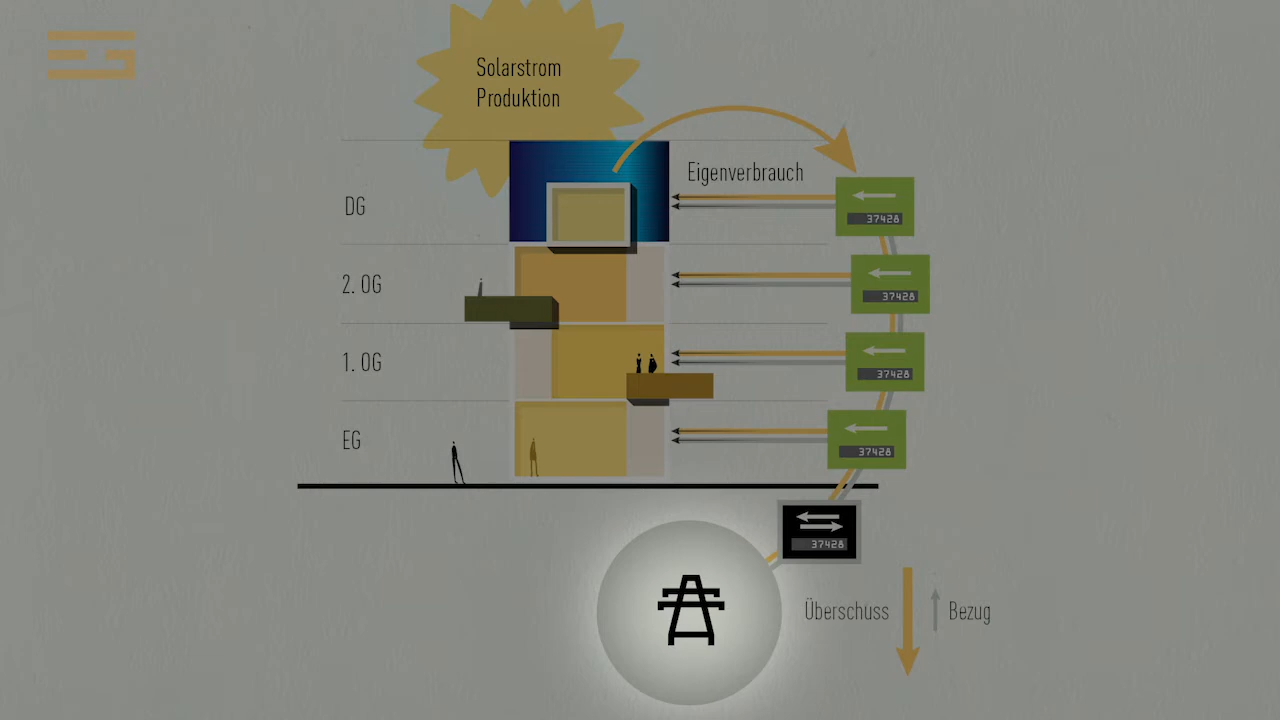 Solarstrom
Produktion
Eigenverbrauch
DG
37428
2. OG
37428
1. OG
37428
EG
37428
37428
Überschuss
Bezug